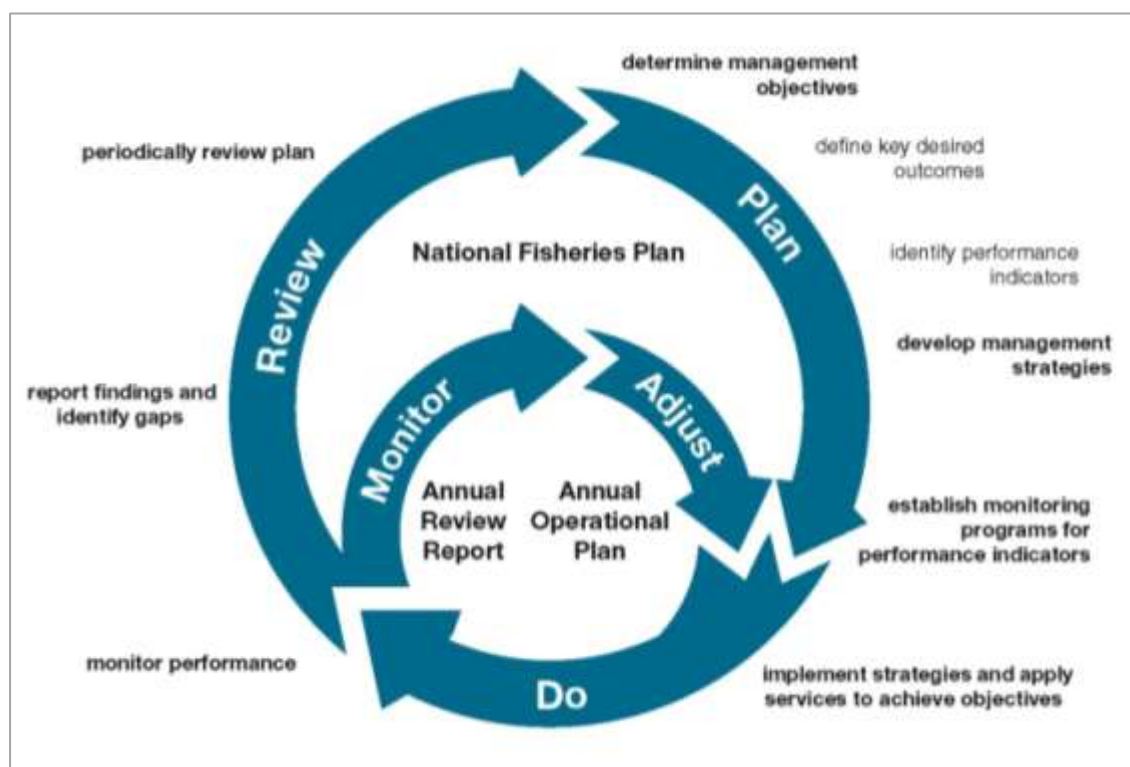 determine management
objectives
define key desired
outcomes
identify performance
indicators
develop management
strategies
establish monitoring
programs for
performance indicators
implement strategies and apply
services to achieve objectives
monitor performance
report findings and
identify gaps
periodically review plan
Plan
Review
National Fisheries Plan
Monitor
Adjust
Annual
Review
Report
Annual
Operational
Plan
Do